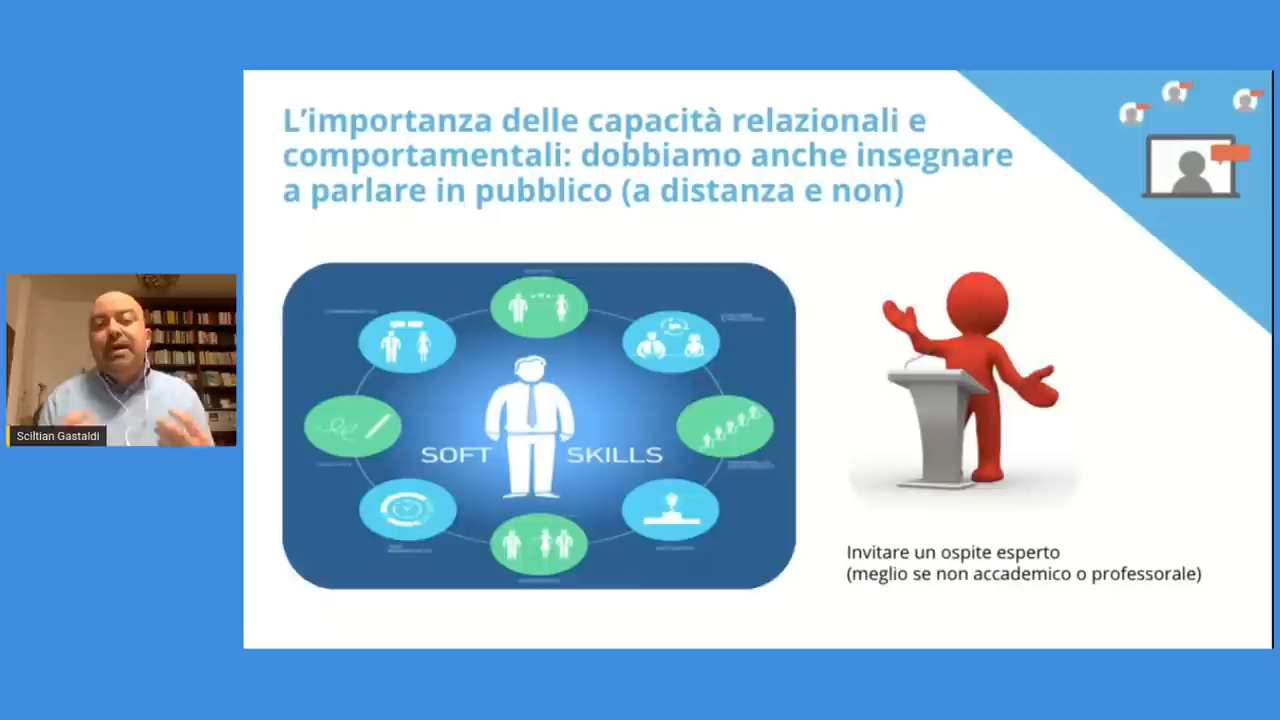 L'importanza delle capacità relazionali e
comportamentali: dobbiamo anche insegnare
a parlare in pubblico (a distanza e non)
SOFT SKILLS
Sciltian Gastaldi
Invitare un ospite esperto
(meglio se non accademico o professorale)